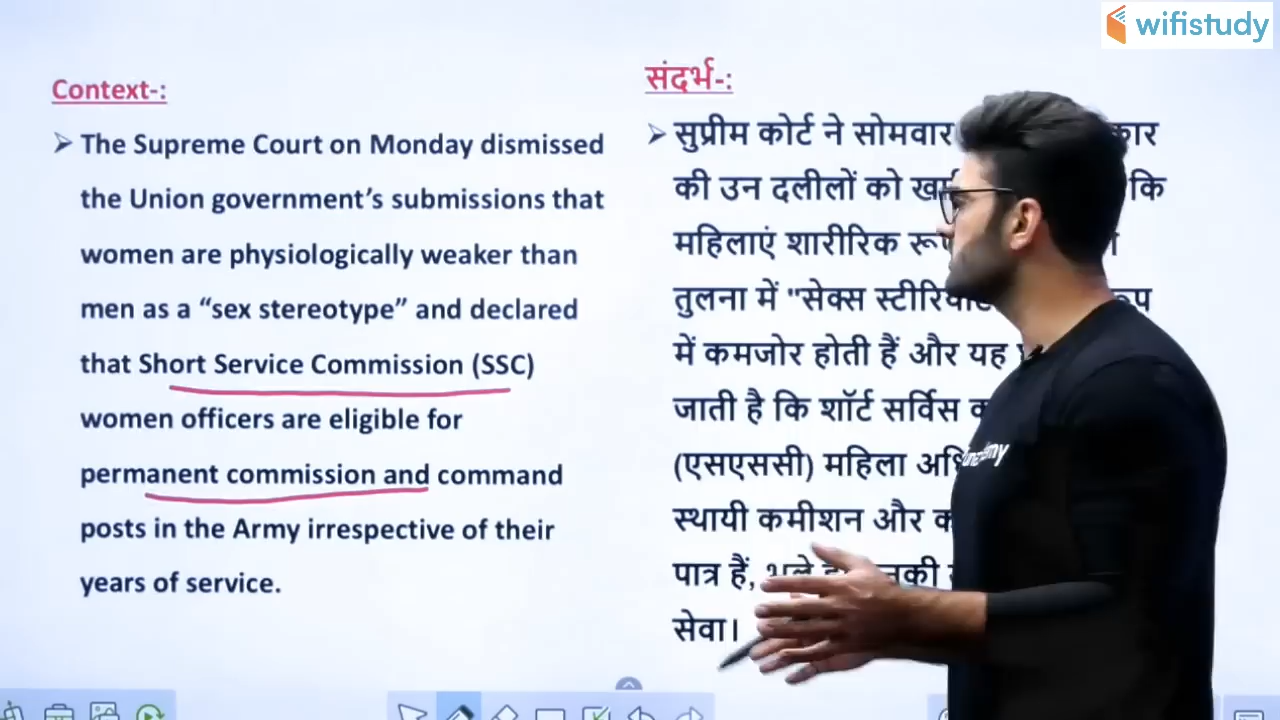 wifistudy
Context-:
➢ The Supreme Court on Monday dismissed
the Union government’s submissions that
women are physiologically weaker than
men as a “sex stereotype” and declared
that Short Service Commission (SSC)
women officers are eligible for
permanent commission and command
posts in the Army irrespective of their
years of service.
संदर्भ-:
➢ सुप्रीम कोर्ट ने सोमवार
की उन दलीलों को कि
महिलाएं शारीरिक
तुलना में "सेक्स
में कमजोर होती हैं और यह
जाती है कि शॉर्ट सर्विस
(एसएससी) महिला
स्थायी कमीशन और
पात्र हैं,
सेवा।